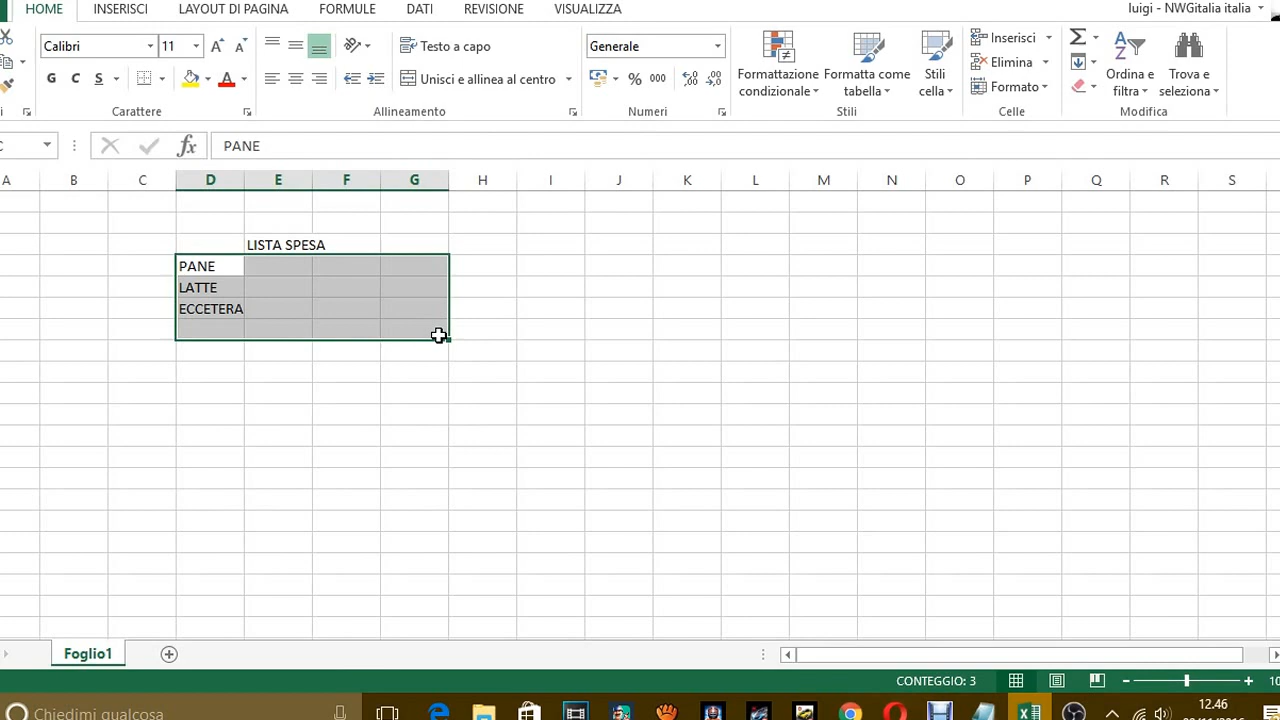 HOME INSERISCI LAYOUT DI PAGINA FORMULE DATI REVISIONE VISUALIZZA luigi - NWGitalia italia
Calibri 11 A A Testo a capo Generale Inserisci Σ A Z
Elimina
G C S A Unisci e allinea al centro % 000 Formattazione condizionale Formatta come tabella Stili cella Formato Ordina e filtra Trova e seleziona
Carattere Allineamento Numeri Stili Celle Modifica
C fx PANE
A B C D E F G H I J K L M N O P Q R S
LISTA SPESA
PANE
LATTE
ECCETERA
Foglio1
CONTEGGIO: 3
Chiedimi qualcosa 12.46